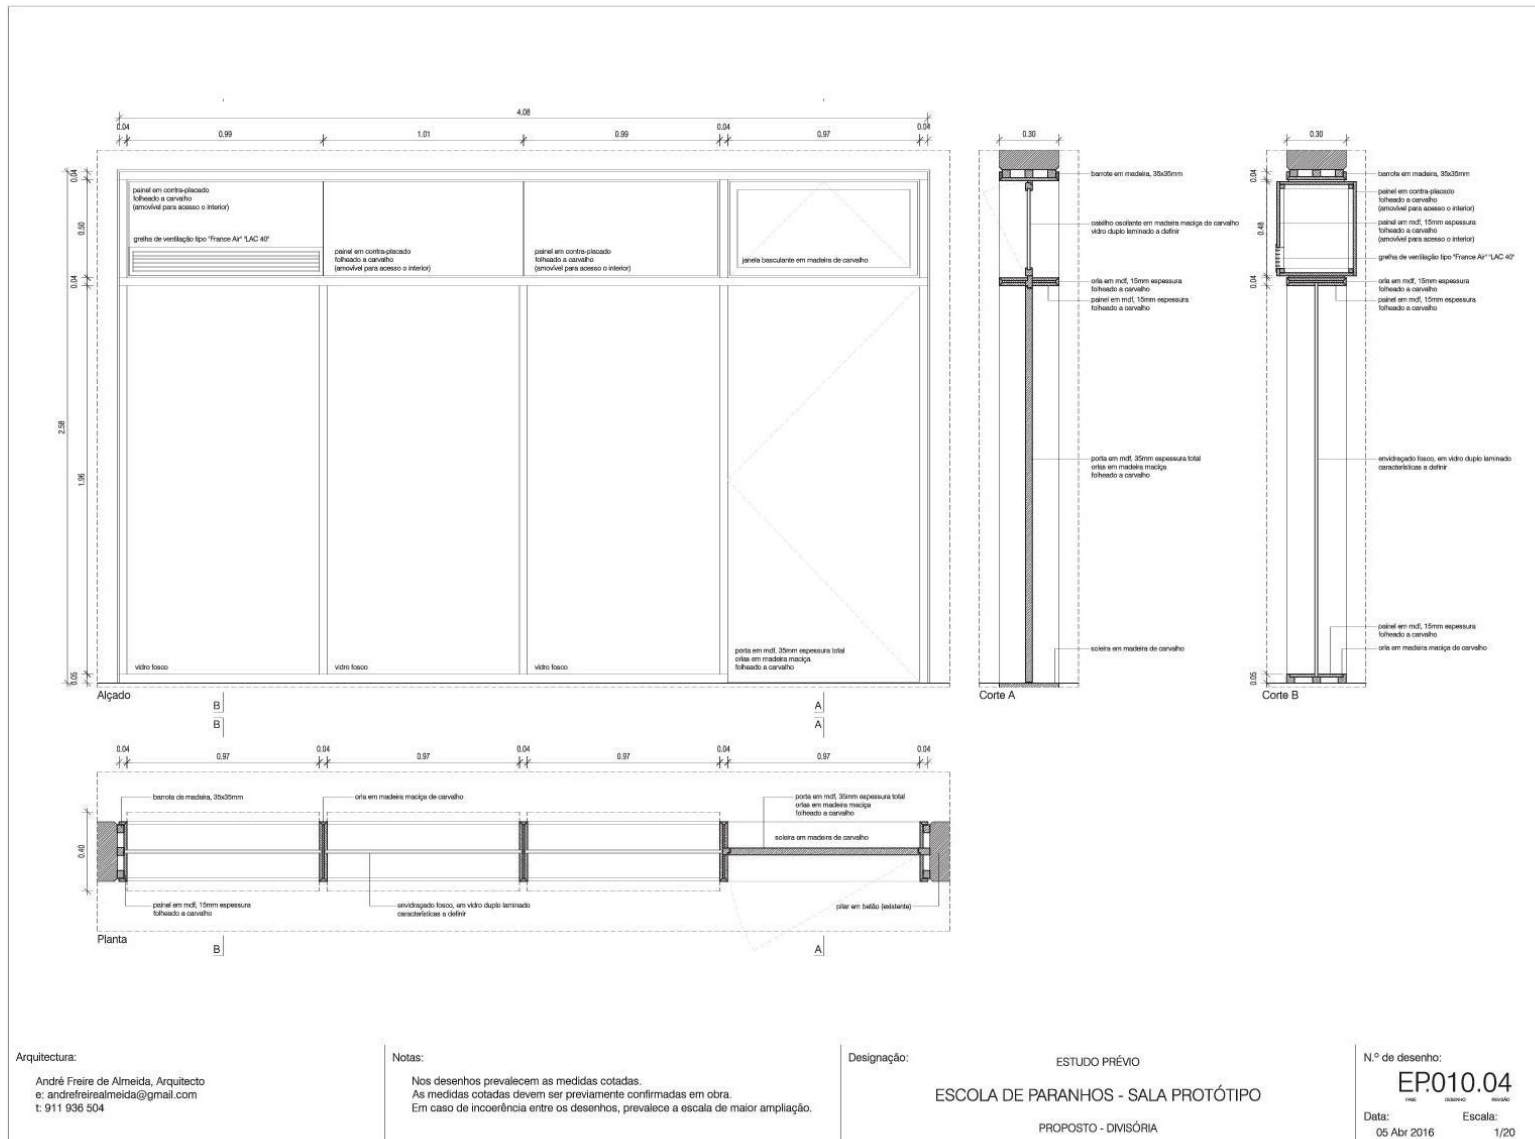 4.08
0.04
0.99
1.01
0.99
0.04
0.97
0.04
0.04
0.50
0.04
2.58
1.96
0.05
painel em contra-placado
folheado a carvalho
(amovível para acesso o interior)
grelha de ventilação tipo "France Air" "LAC 40"
painel em contra-placado
folheado a carvalho
(amovível para acesso o interior)
painel em contra-placado
folheado a carvalho
(amovível para acesso o interior)
janela basculante em madeira de carvalho
vidro fosco
vidro fosco
vidro fosco
porta em mdf, 35mm espessura total
orlas em madeira maciça
folheado a carvalho
Alçado
B
B
A
A
0.30
barrote em madeira, 35x35mm
caixilho oscilante em madeira maciça de carvalho
vidro duplo laminado a definir
orla em mdf, 15mm espessura
folheado a carvalho
painel em mdf, 15mm espessura
folheado a carvalho
porta em mdf, 35mm espessura total
orlas em madeira maciça
folheado a carvalho
soleira em madeira de carvalho
Corte A
0.30
0.04
0.48
0.04
0.05
barrote em madeira, 35x35mm
painel em contra-placado
folheado a carvalho
(amovível para acesso o interior)
painel em mdf, 15mm espessura
folheado a carvalho
(amovível para acesso o interior)
grelha de ventilação tipo "France Air" "LAC 40"
orla em mdf, 15mm espessura
folheado a carvalho
painel em mdf, 15mm espessura
folheado a carvalho
envidraçado fosco, em vidro duplo laminado
características a definir
painel em mdf, 15mm espessura
folheado a carvalho
orla em madeira maciça de carvalho
Corte B
0.04
0.97
0.04
0.97
0.04
0.97
0.04
0.97
0.04
0.40
barrote de madeira, 35x35mm
orla em madeira maciça de carvalho
porta em mdf, 35mm espessura total
orlas em madeira maciça
folheado a carvalho
soleira em madeira de carvalho
painel em mdf, 15mm espessura
folheado a carvalho
envidraçado fosco, em vidro duplo laminado
características a definir
pilar em betão (existente)
Planta
B
A
Arquitectura:
André Freire de Almeida, Arquitecto
e: andrefreirealmeida@gmail.com
t: 911 936 504
Notas:
Nos desenhos prevalecem as medidas cotadas.
As medidas cotadas devem ser previamente confirmadas em obra.
Em caso de incoerência entre os desenhos, prevalece a escala de maior ampliação.
Designação:
ESTUDO PRÉVIO
ESCOLA DE PARANHOS - SALA PROTÓTIPO
PROPOSTO - DIVISÓRIA
N.º de desenho:
EP.010.04
FASE DESENHO REVISÃO
Data:
Escala:
05 Abr 2016
1/20